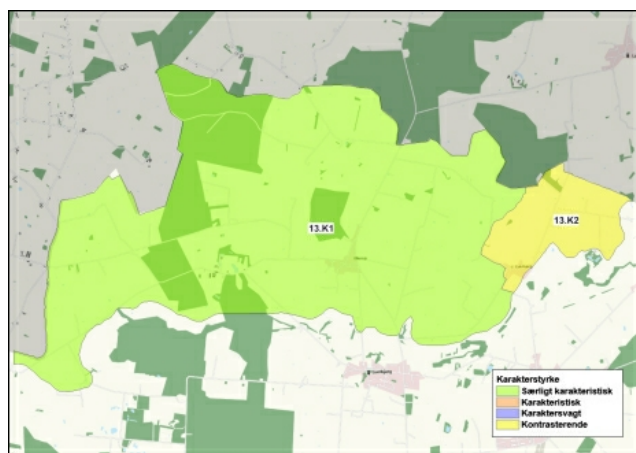 13.K1
13.K2
Karakterstyrke
Særligt karakteristisk
Karakteristisk
Karaktersvagt
Kontrasterende